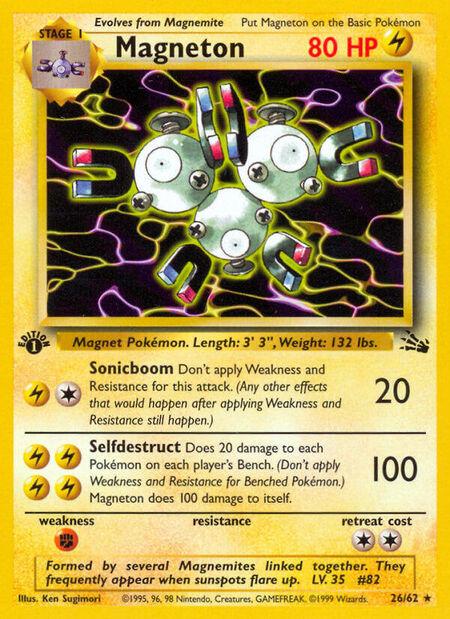 Evolves from Magnemite Put Magneton on the Basic Pokémon
STAGE 1
Magneton 80 HP
EDITION
1
Magnet Pokémon. Length: 3' 3", Weight: 132 lbs.
Sonicboom Don't apply Weakness and
Resistance for this attack. (Any other effects
that would happen after applying Weakness and
Resistance still happen.)
20
Selfdestruct Does 20 damage to each
Pokémon on each player's Bench. (Don't apply
Weakness and Resistance for Benched Pokémon.)
Magneton does 100 damage to itself.
100
weakness resistance retreat cost
Formed by several Magnemites linked together. They
frequently appear when sunspots flare up. LV. 35 #82
Illus. Ken Sugimori ©1995, 96, 98 Nintendo, Creatures, GAMEFREAK. ©1999 Wizards. 26/62 ★